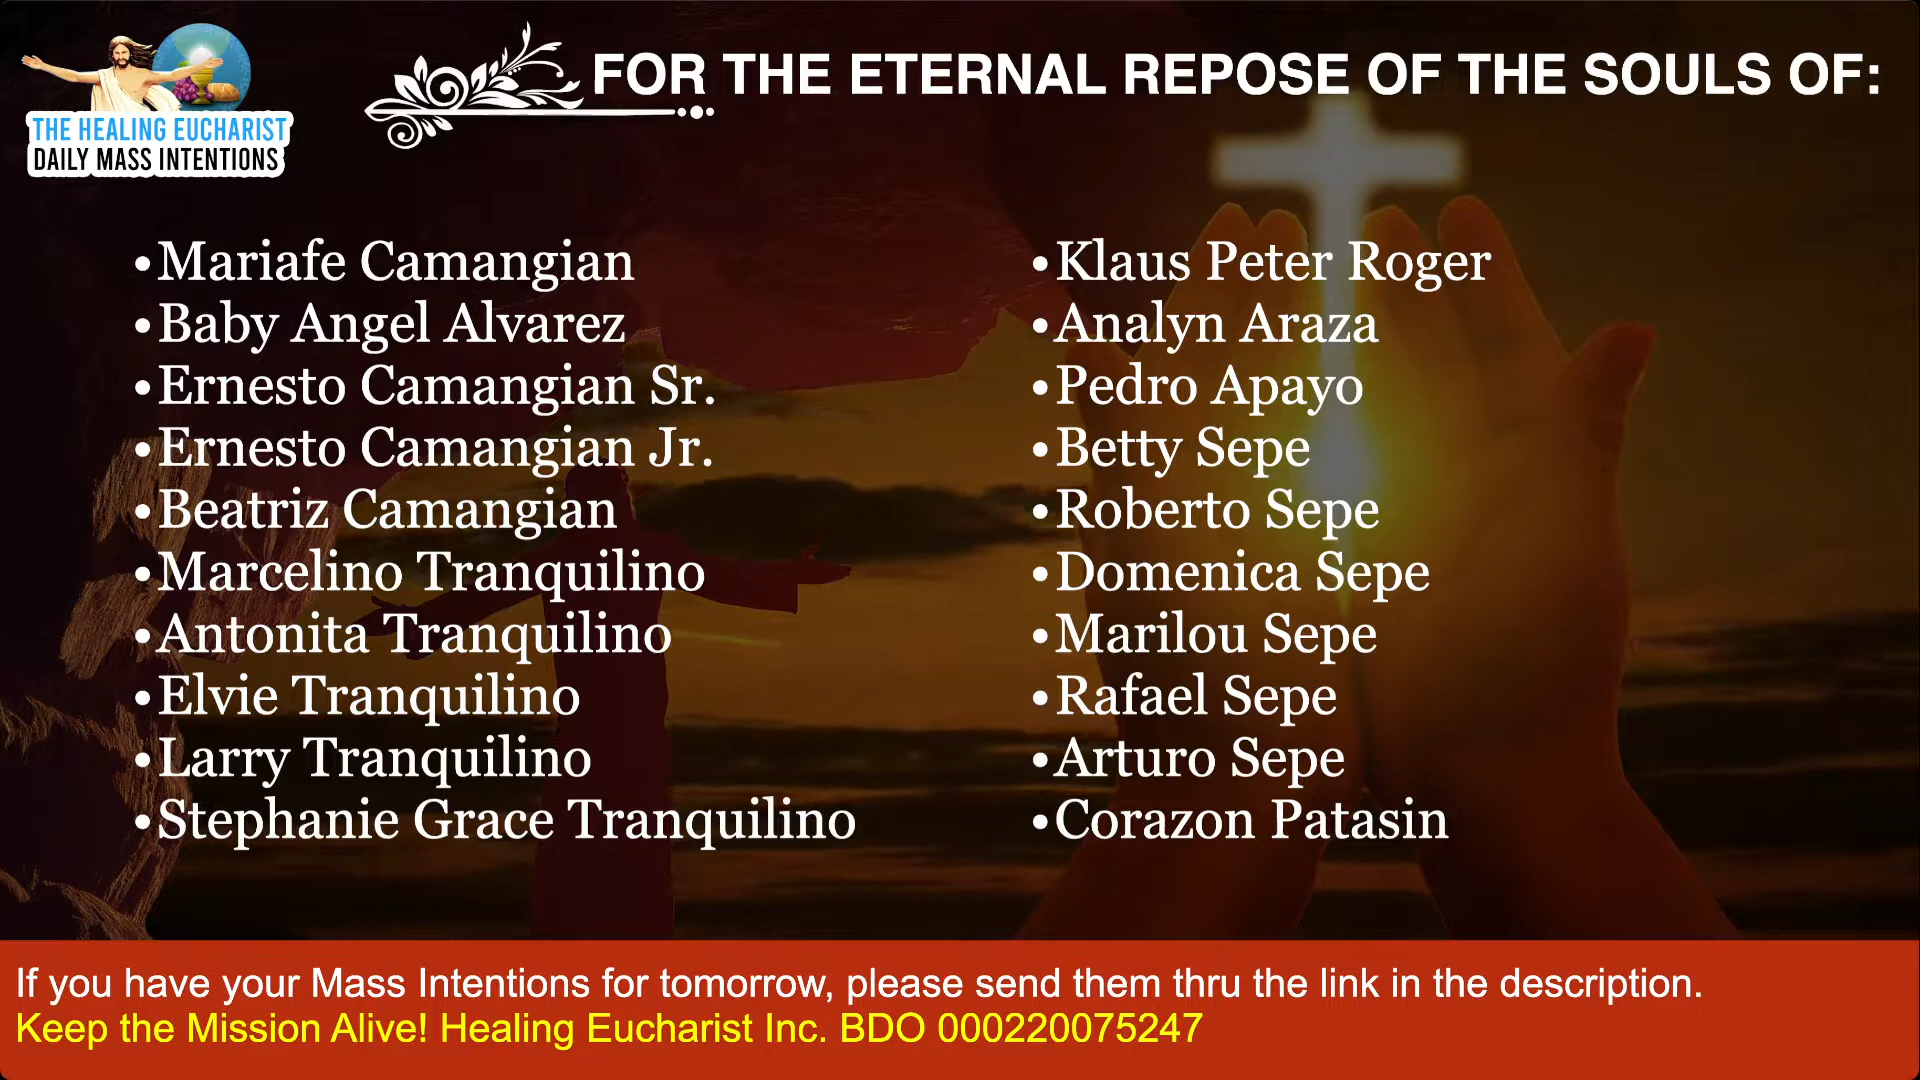 THE HEALING EUCHARIST
DAILY MASS INTENTIONS
FOR THE ETERNAL REPOSE OF THE SOULS OF:
•Mariafe Camangian
•Baby Angel Alvarez
•Ernesto Camangian Sr.
•Ernesto Camangian Jr.
•Beatriz Camangian
•Marcelino Tranquilino
•Antonita Tranquilino
•Elvie Tranquilino
•Larry Tranquilino
•Stephanie Grace Tranquilino
•Klaus Peter Roger
•Analyn Araza
•Pedro Apayo
•Betty Sepe
•Roberto Sepe
•Domenica Sepe
•Marilou Sepe
•Rafael Sepe
•Arturo Sepe
•Corazon Patasin
If you have your Mass Intentions for tomorrow, please send them thru the link in the description.
Keep the Mission Alive! Healing Eucharist Inc. BDO 000220075247